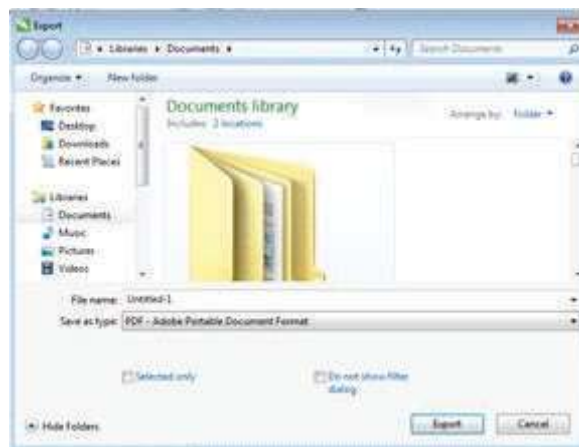 Export
Libraries ▸ Documents ▸
Search Documents
Organize ▾ New folder
Favorites
Desktop
Downloads
Recent Places
Libraries
Documents
Music
Pictures
Videos
Documents library
Includes: 2 locations
Arrange by: Folder ▾
File name: Untitled-1
Save as type: PDF - Adobe Portable Document Format
Selected only
Do not show filter
dialog
Hide Folders
Export Cancel